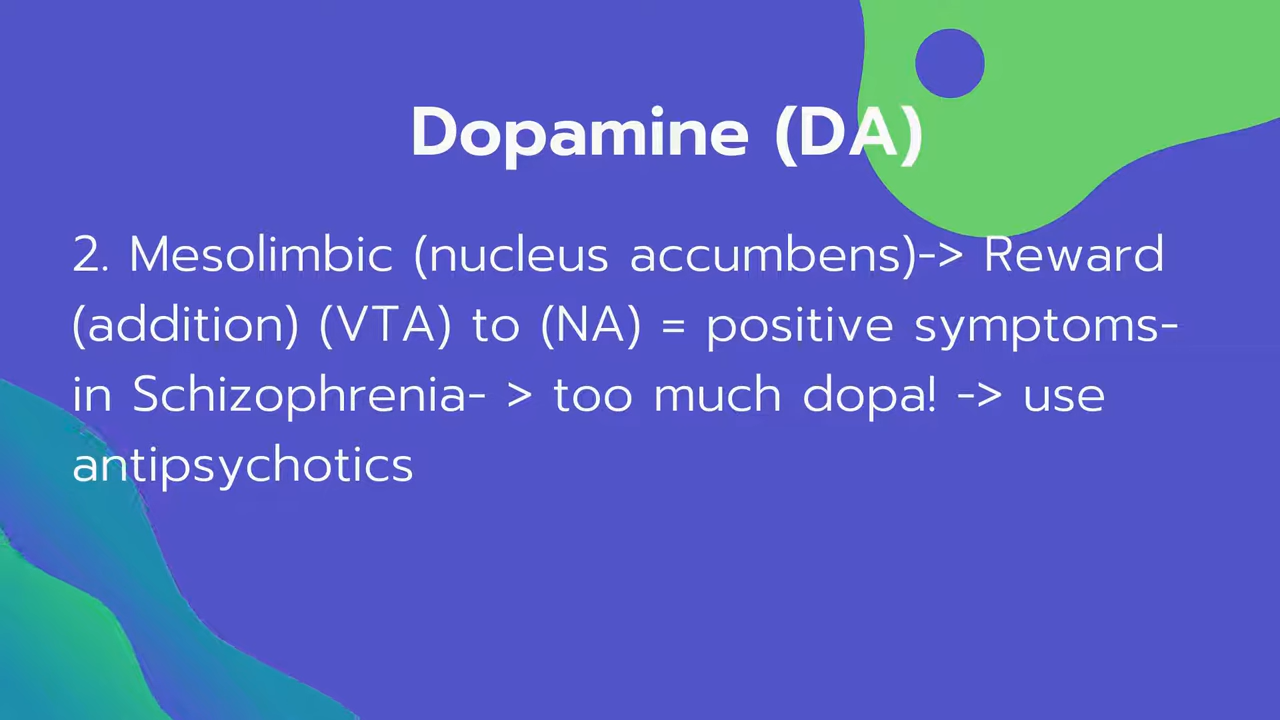 Dopamine (DA)
2. Mesolimbic (nucleus accumbens)-> Reward
(addition) (VTA) to (NA) = positive symptoms-
in Schizophrenia- > too much dopa! -> use
antipsychotics